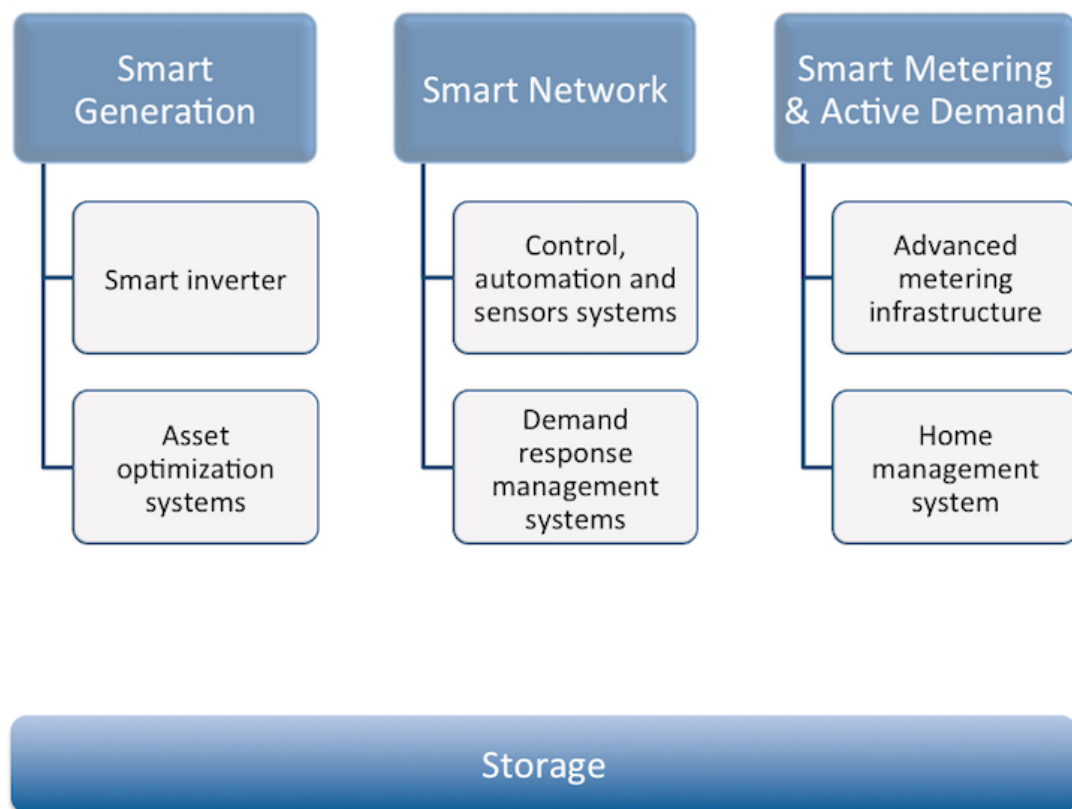 Smart
Generation
Smart inverter
Asset
optimization
systems
Smart Network
Control,
automation and
sensors systems
Demand
response
management
systems
Smart Metering
& Active Demand
Advanced
metering
infrastructure
Home
management
system
Storage